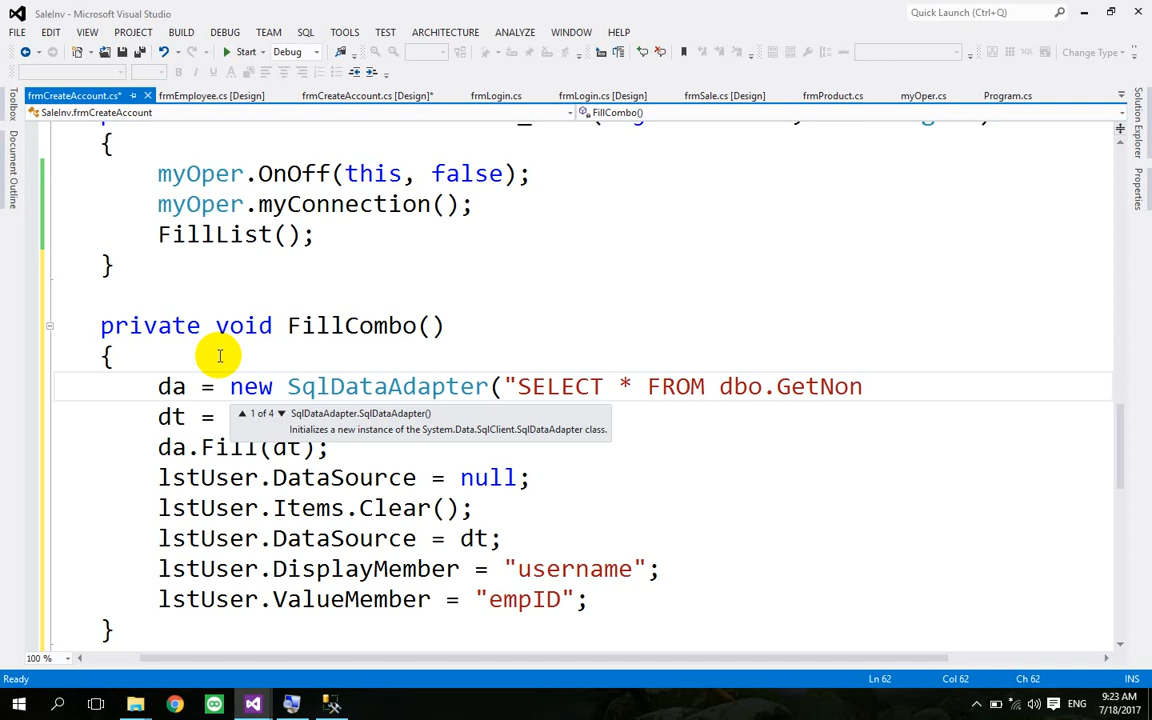 SaleInv - Microsoft Visual Studio
Quick Launch (Ctrl+Q)
FILE EDIT VIEW PROJECT BUILD DEBUG TEAM SQL TOOLS TEST ARCHITECTURE ANALYZE WINDOW HELP
Start Debug Change Type
B I U A
frmCreateAccount.cs* frmEmployee.cs [Design] frmCreateAccount.cs [Design]* frmLogin.cs frmLogin.cs [Design] frmSale.cs [Design] frmProduct.cs myOper.cs Program.cs
SaleInv.frmCreateAccount FillCombo()
Toolbox
Document Outline
Solution Explorer
Properties
{
myOper.OnOff(this, false);
myOper.myConnection();
FillList();
}
private void FillCombo()
{
da = new SqlDataAdapter("SELECT * FROM dbo.GetNon
dt =
1 of 4 SqlDataAdapter.SqlDataAdapter()
Initializes a new instance of the System.Data.SqlClient.SqlDataAdapter class.
da.Fill(dt);
lstUser.DataSource = null;
lstUser.Items.Clear();
lstUser.DataSource = dt;
lstUser.DisplayMember = "username";
lstUser.ValueMember = "empID";
}
100 %
Ready Ln 62 Col 62 Ch 62 INS
ENG
9:23 AM
7/18/2017